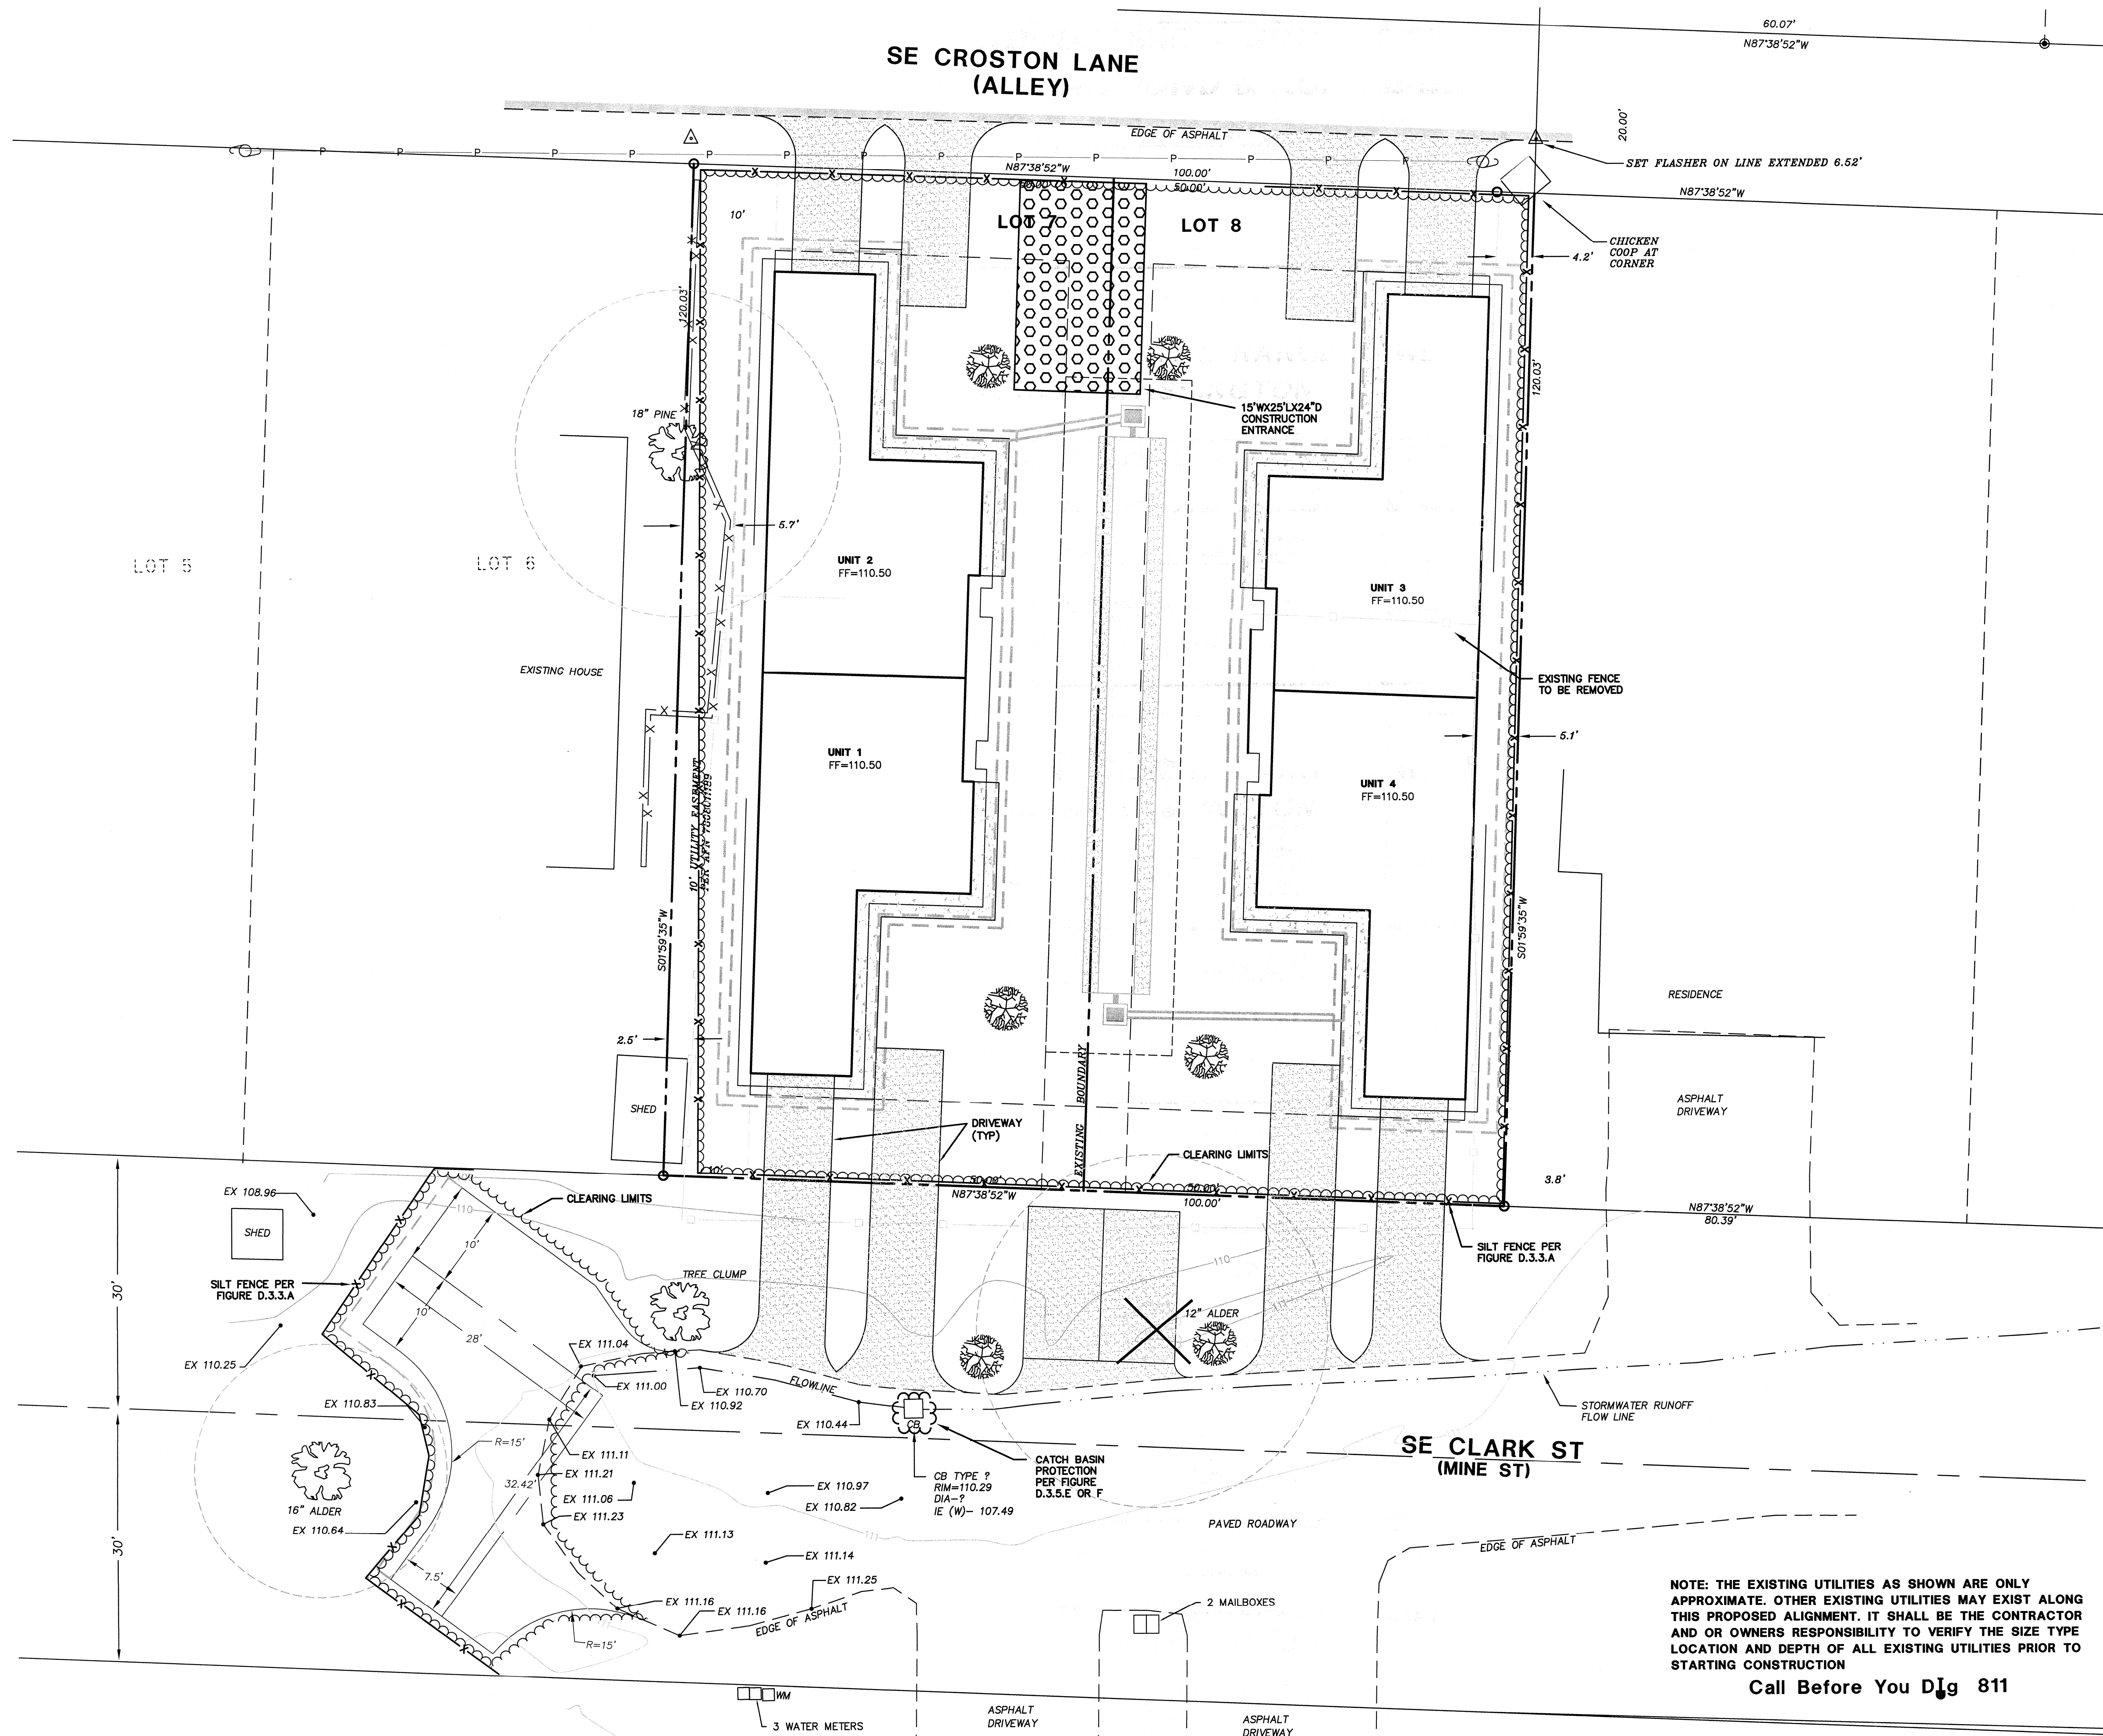 60.07'
N87°38'52"W
SE CROSTON LANE
(ALLEY)
20.00'
EDGE OF ASPHALT
P P P P P P P P P P P P P P P
SET FLASHER ON LINE EXTENDED 6.52'
N87°38'52"W
100.00'
50.00'
50.00'
N87°38'52"W
10'
LOT 7
LOT 8
CHICKEN
COOP AT
CORNER
4.2'
120.03'
120.03'
18" PINE
15'WX25'LX24"D
CONSTRUCTION
ENTRANCE
5.7'
LOT 5
LOT 6
UNIT 2
FF=110.50
UNIT 3
FF=110.50
EXISTING HOUSE
EXISTING FENCE
TO BE REMOVED
5.1'
UNIT 1
FF=110.50
UNIT 4
FF=110.50
10' UTILITY EASEMENT
PER AFN
S01°59'35"W
S01°59'35"W
RESIDENCE
2.5'
SHED
EXISTING BOUNDARY
ASPHALT
DRIVEWAY
DRIVEWAY
(TYP)
CLEARING LIMITS
10'
50.00'
N87°38'52"W
50.00'
100.00'
3.8'
N87°38'52"W
80.39'
EX 108.96
SHED
CLEARING LIMITS
110
10'
SILT FENCE PER
FIGURE D.3.3.A
SILT FENCE PER
FIGURE D.3.3.A
TREE CLUMP
110
111
30'
10'
28'
12" ALDER
EX 110.25
EX 111.04
EX 111.00
EX 110.70
EX 110.92
FLOWLINE
EX 110.83
EX 110.44
CB
STORMWATER RUNOFF
FLOW LINE
R=15'
EX 111.11
SE CLARK ST
(MINE ST)
EX 111.21
32.42'
EX 111.06
EX 111.23
EX 110.97
EX 110.82
CB TYPE ?
RIM=110.29
DIA-?
IE (W)- 107.49
CATCH BASIN
PROTECTION
PER FIGURE
D.3.5.E OR F
16" ALDER
EX 110.64
30'
111
PAVED ROADWAY
EDGE OF ASPHALT
EX 111.13
EX 111.14
7.5'
EX 111.25
EX 111.16
EX 111.16
EDGE OF ASPHALT
R=15'
111
2 MAILBOXES
NOTE: THE EXISTING UTILITIES AS SHOWN ARE ONLY
APPROXIMATE. OTHER EXISTING UTILITIES MAY EXIST ALONG
THIS PROPOSED ALIGNMENT. IT SHALL BE THE CONTRACTOR
AND OR OWNERS RESPONSIBILITY TO VERIFY THE SIZE TYPE
LOCATION AND DEPTH OF ALL EXISTING UTILITIES PRIOR TO
STARTING CONSTRUCTION
Call Before You Dig 811
WM
3 WATER METERS
ASPHALT
DRIVEWAY
ASPHALT
DRIVEWAY